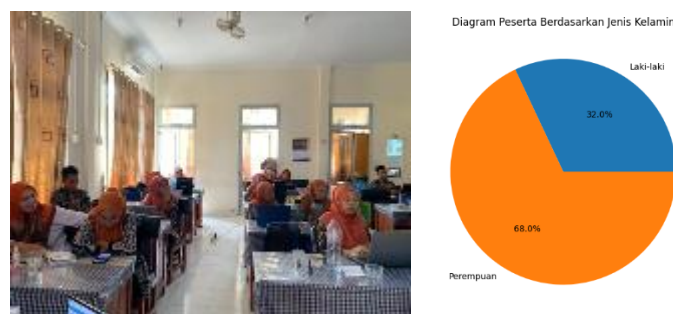 Diagram Peserta Berdasarkan Jenis Kelamin
Laki-laki
32.0%
68.0%
Perempuan